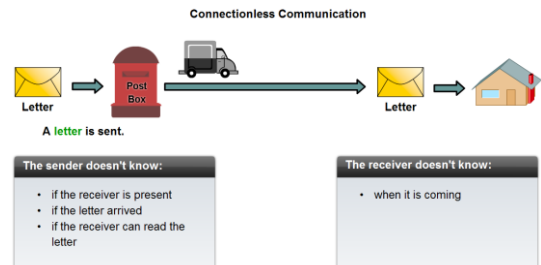 Connectionless Communication
Post
Box
Letter
Letter
A letter is sent.
The sender doesn't know:
• if the receiver is present
• if the letter arrived
• if the receiver can read the
letter
The receiver doesn't know:
• when it is coming